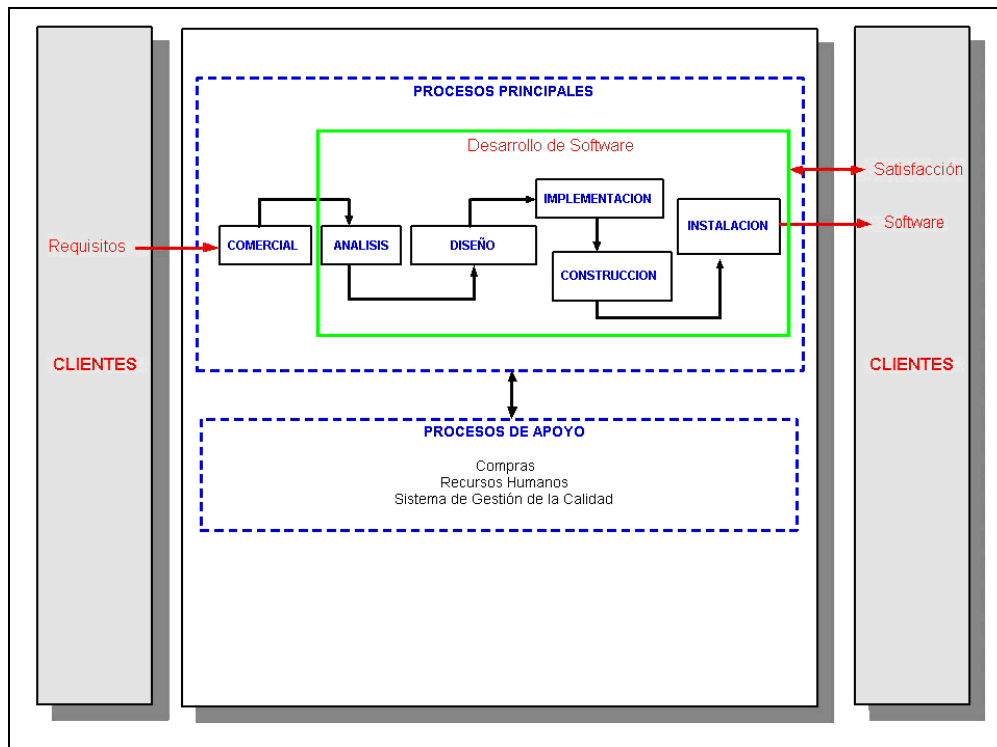 PROCESOS PRINCIPALES
Desarrollo de Software
Satisfacción
IMPLEMENTACION
Software
INSTALACION
Requisitos
COMERCIAL
ANALISIS
DISEÑO
CONSTRUCCION
CLIENTES
CLIENTES
PROCESOS DE APOYO
Compras
Recursos Humanos
Sistema de Gestión de la Calidad